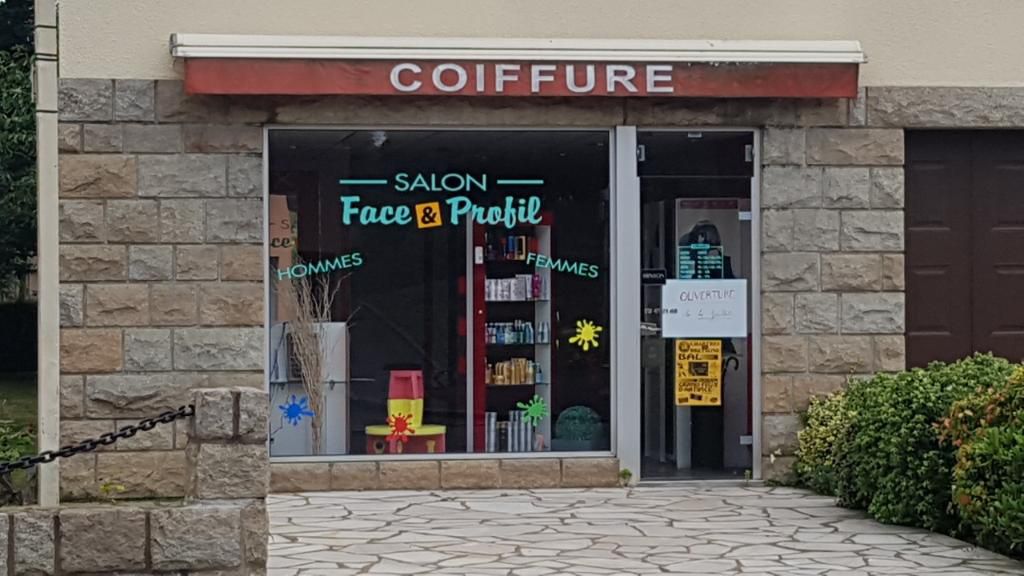 COIFFURE
SALON
Face & Profil
HOMMES
FEMMES
OUVERTURE
BAL